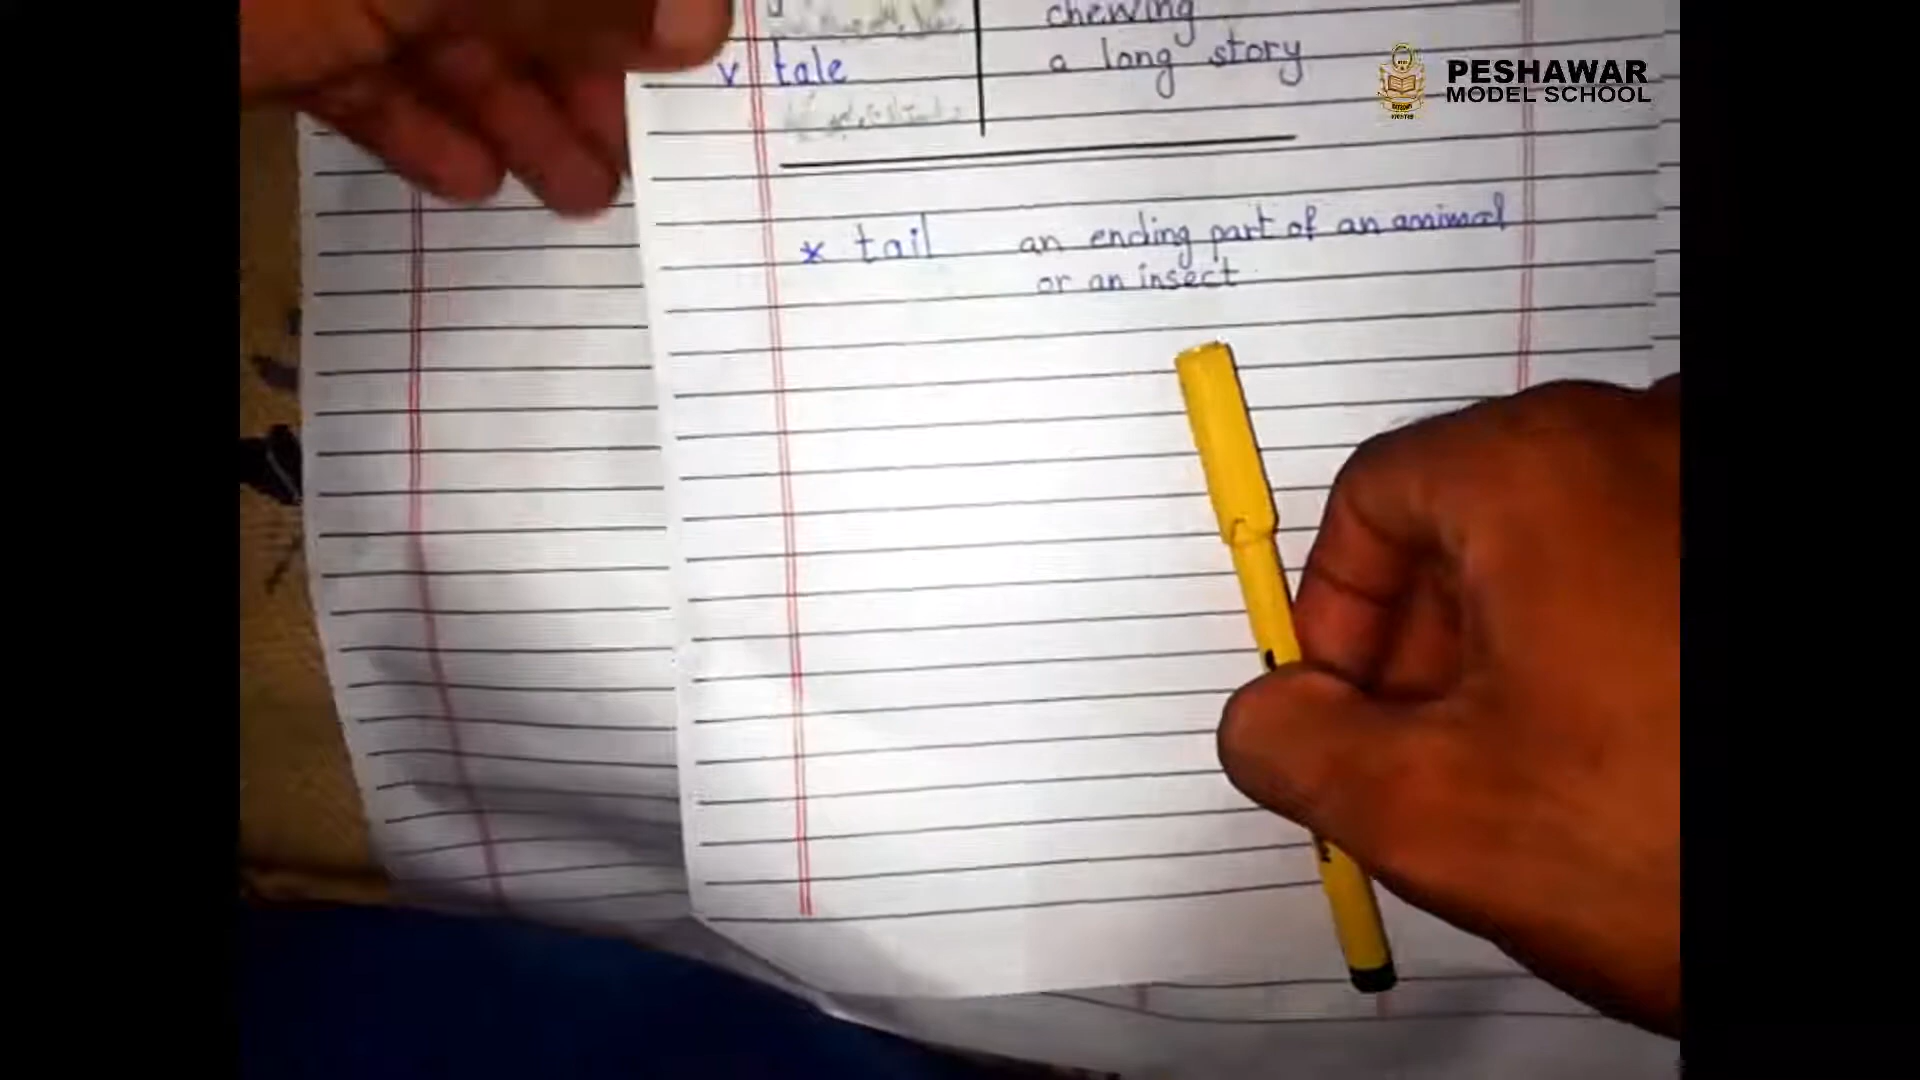 chewing
v tale a long story
PESHAWAR
MODEL SCHOOL
* tail an ending part of an animal
or an insect